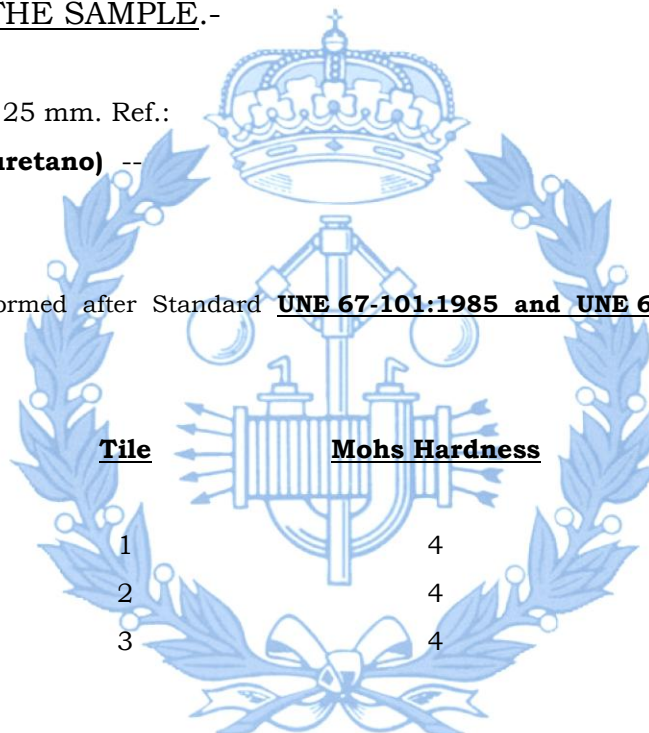 THE SAMPLE.-
25 mm. Ref.:
uretano) --
ormed after Standard UNE 67-101:1985 and UNE 6
Tile Mohs Hardness
1 4
2 4
3 4